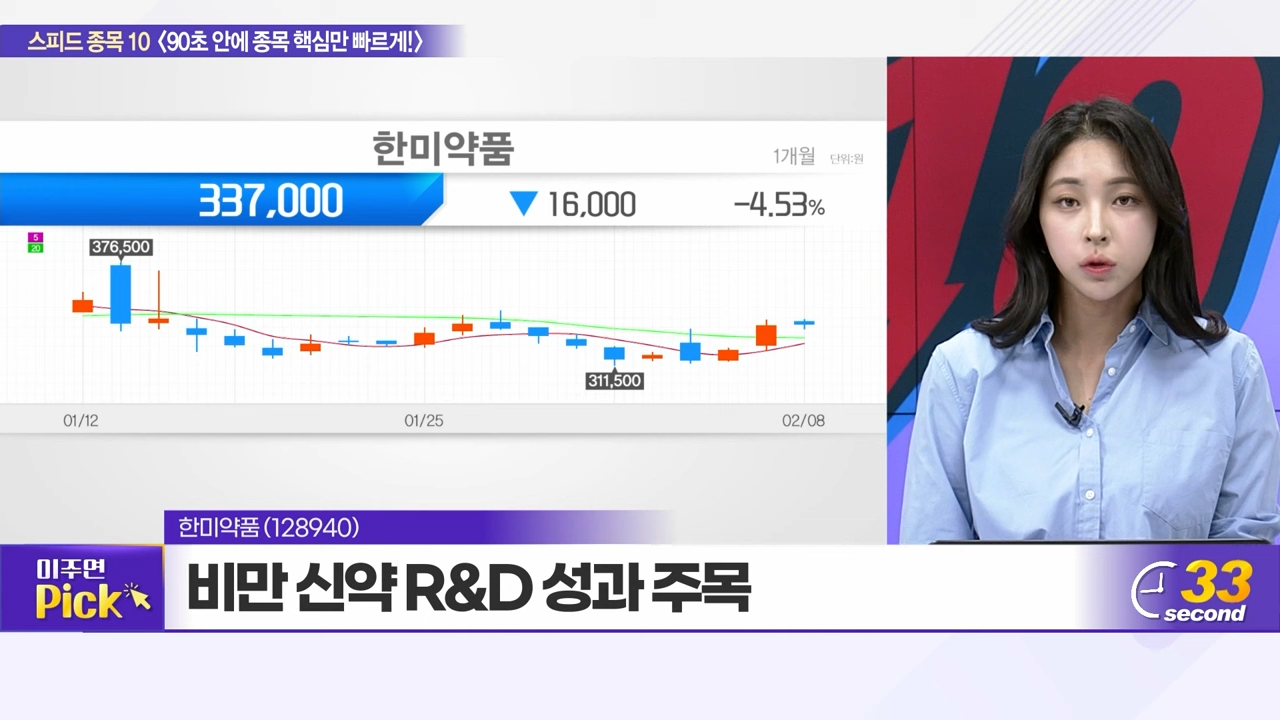 스피드 종목 10 〈90초 안에 종목 핵심만 빠르게!〉
한미약품
1개월 단위:원
337,000 ▼ 16,000 -4.53%
5
20
376,500
311,500
01/12 01/25 02/08
한미약품 (128940)
미주면
Pick
비만 신약 R&D 성과 주목
33
second